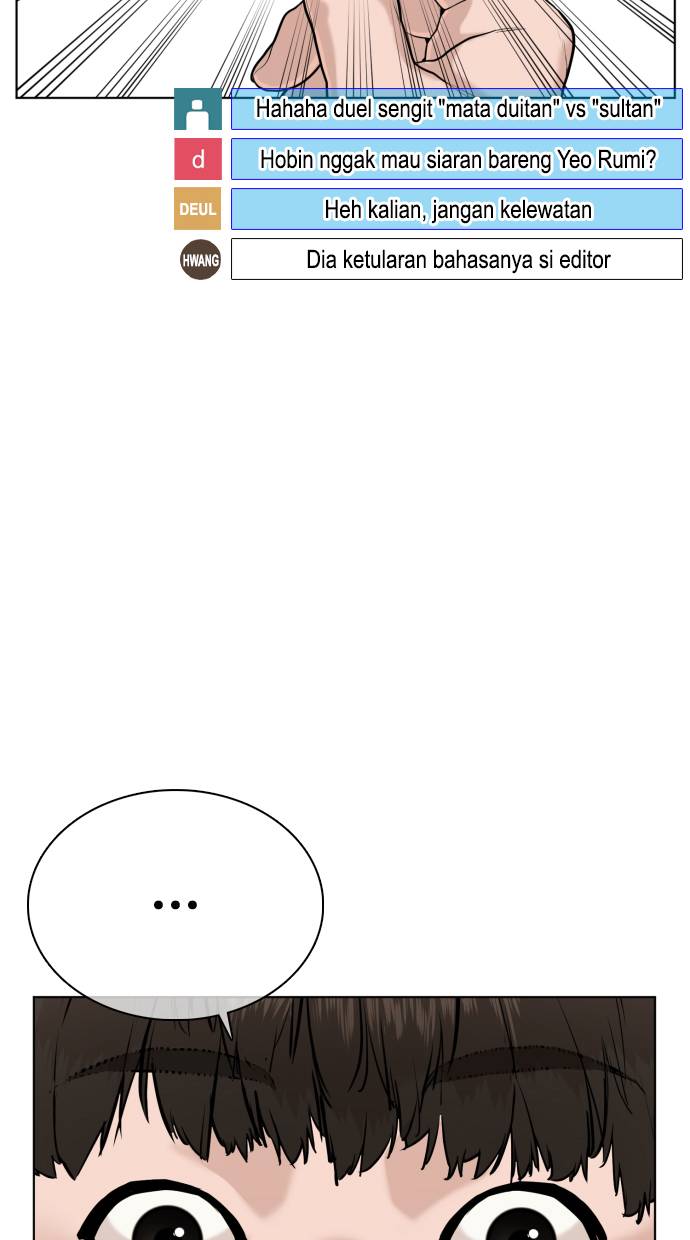 Hahaha duel sengit "mata duitan" vs "sultan"
d Hobin nggak mau siaran bareng Yeo Rumi?
DEUL Heh kalian, jangan kelewatan
HWANG Dia ketularan bahasanya si editor
...